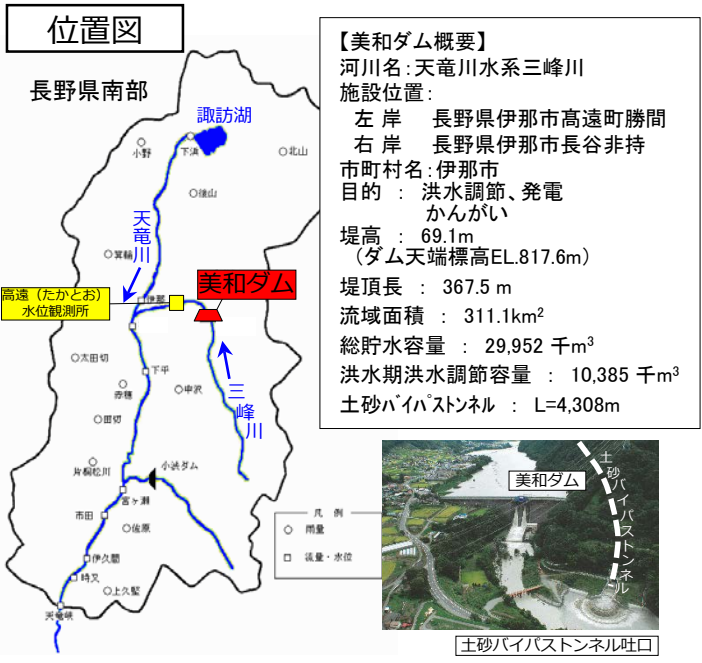 位置図
長野県南部
諏訪湖
小野
下浜
北山
後山
天竜川
箕輪
高遠（たかとお）
水位観測所
伊那
美和ダム
太田切
下平
赤穂
中沢
三峰川
田切
片桐松川
小渋ダム
宮ヶ瀬
市田
佐原
伊久間
時又
上久堅
天竜峡
凡　例
雨量
流量・水位
【美和ダム概要】
河川名：天竜川水系三峰川
施設位置：
左 岸　長野県伊那市髙遠町勝間
右 岸　長野県伊那市長谷非持
市町村名：伊那市
目的 ： 洪水調節、発電
かんがい
堤高 ： 69.1m
（ダム天端標高EL.817.6m）
堤頂長 ： 367.5 m
流域面積 ： 311.1km²
総貯水容量 ： 29,952 千m³
洪水期洪水調節容量 ： 10,385 千m³
土砂ﾊﾞｲﾊﾟｽトンネル ： L=4,308m
美和ダム
土砂バイパストンネル
土砂バイパストンネル吐口